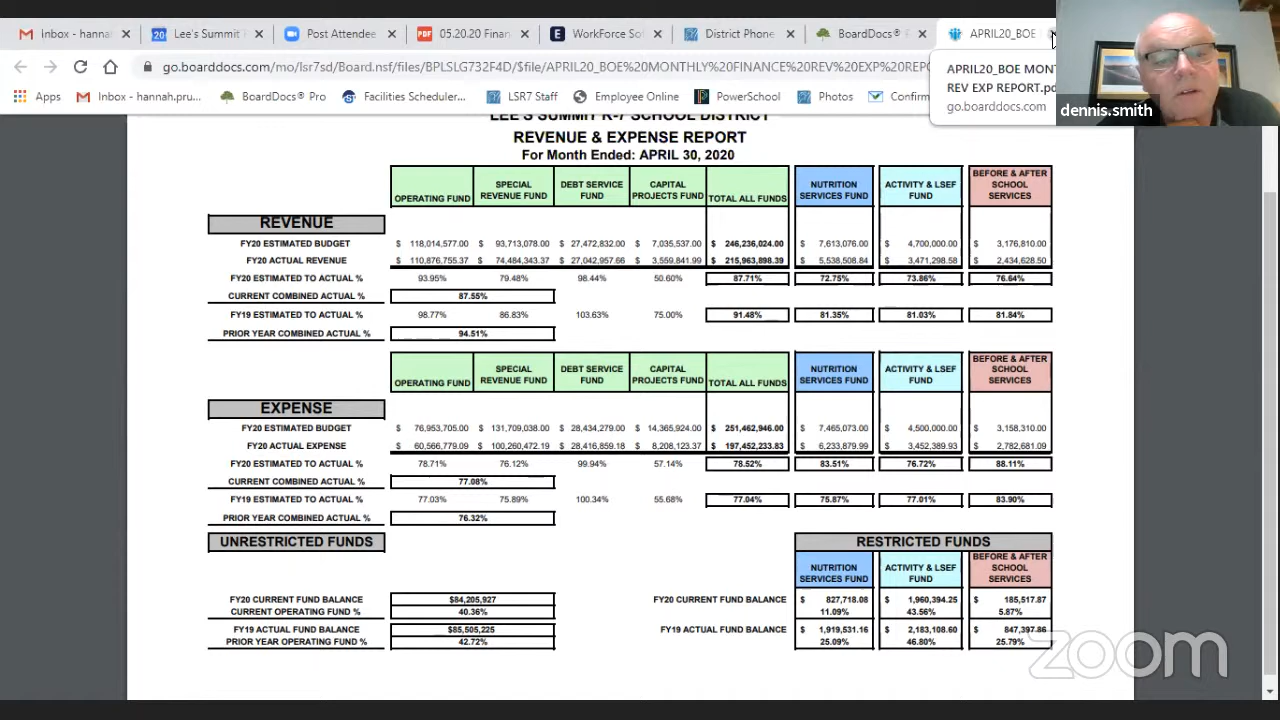 Inbox - hannah
Lee's Summit
Post Attendee
05.20.20 Finan
WorkForce So
District Phone
BoardDocs®
APRIL20_BOE
go.boarddocs.com/mo/lsr7sd/Board.nsf/files/BPLSLG732F4D/$file/APRIL20_BOE%20MONTHLY%20FINANCE%20REV%20EXP%20REPO
APRIL20_BOE MON
REV EXP REPORT.pd
go.boarddocs.com
dennis.smith
Apps
Inbox - hannah.pru...
BoardDocs® Pro
Facilities Scheduler...
LSR7 Staff
Employee Online
PowerSchool
Photos
Confirm
LEE'S SUMMIT R-7 SCHOOL DISTRICT
REVENUE & EXPENSE REPORT
For Month Ended: APRIL 30, 2020
OPERATING FUND SPECIAL REVENUE FUND DEBT SERVICE FUND CAPITAL PROJECTS FUND TOTAL ALL FUNDS NUTRITION SERVICES FUND ACTIVITY & LSEF FUND BEFORE & AFTER SCHOOL SERVICES
REVENUE
FY20 ESTIMATED BUDGET $ 118,014,577.00 $ 93,713,078.00 $ 27,472,832.00 $ 7,035,537.00 $ 246,236,024.00 $ 7,613,076.00 $ 4,700,000.00 $ 3,176,810.00
FY20 ACTUAL REVENUE $ 110,876,755.37 $ 74,484,343.37 $ 27,042,957.66 $ 3,559,841.99 $ 215,963,898.39 $ 5,538,508.84 $ 3,471,298.58 $ 2,434,628.50
FY20 ESTIMATED TO ACTUAL % 93.95% 79.48% 98.44% 50.60% 87.71% 72.75% 73.86% 76.64%
CURRENT COMBINED ACTUAL % 87.55%
FY19 ESTIMATED TO ACTUAL % 98.77% 86.83% 103.63% 75.00% 91.48% 81.35% 81.03% 81.84%
PRIOR YEAR COMBINED ACTUAL % 94.51%
OPERATING FUND SPECIAL REVENUE FUND DEBT SERVICE FUND CAPITAL PROJECTS FUND TOTAL ALL FUNDS NUTRITION SERVICES FUND ACTIVITY & LSEF FUND BEFORE & AFTER SCHOOL SERVICES
EXPENSE
FY20 ESTIMATED BUDGET $ 76,953,705.00 $ 131,709,038.00 $ 28,434,279.00 $ 14,365,924.00 $ 251,462,946.00 $ 7,465,073.00 $ 4,500,000.00 $ 3,158,310.00
FY20 ACTUAL EXPENSE $ 60,566,779.09 $ 100,260,472.19 $ 28,416,859.18 $ 8,208,123.37 $ 197,452,233.83 $ 6,233,879.99 $ 3,452,389.93 $ 2,782,681.09
FY20 ESTIMATED TO ACTUAL % 78.71% 76.12% 99.94% 57.14% 78.52% 83.51% 76.72% 88.11%
CURRENT COMBINED ACTUAL % 77.08%
FY19 ESTIMATED TO ACTUAL % 77.03% 75.89% 100.34% 55.68% 77.04% 75.87% 77.01% 83.90%
PRIOR YEAR COMBINED ACTUAL % 76.32%
UNRESTRICTED FUNDS RESTRICTED FUNDS
NUTRITION SERVICES FUND ACTIVITY & LSEF FUND BEFORE & AFTER SCHOOL SERVICES
FY20 CURRENT FUND BALANCE $84,205,927 FY20 CURRENT FUND BALANCE $ 827,718.08 $ 1,960,394.25 $ 185,517.87
CURRENT OPERATING FUND % 40.36% 11.09% 43.56% 5.87%
FY19 ACTUAL FUND BALANCE $85,505,225 FY19 ACTUAL FUND BALANCE $ 1,919,531.16 $ 2,183,108.60 $ 847,397.86
PRIOR YEAR OPERATING FUND % 42.72% 25.09% 46.80% 25.79%
zoom